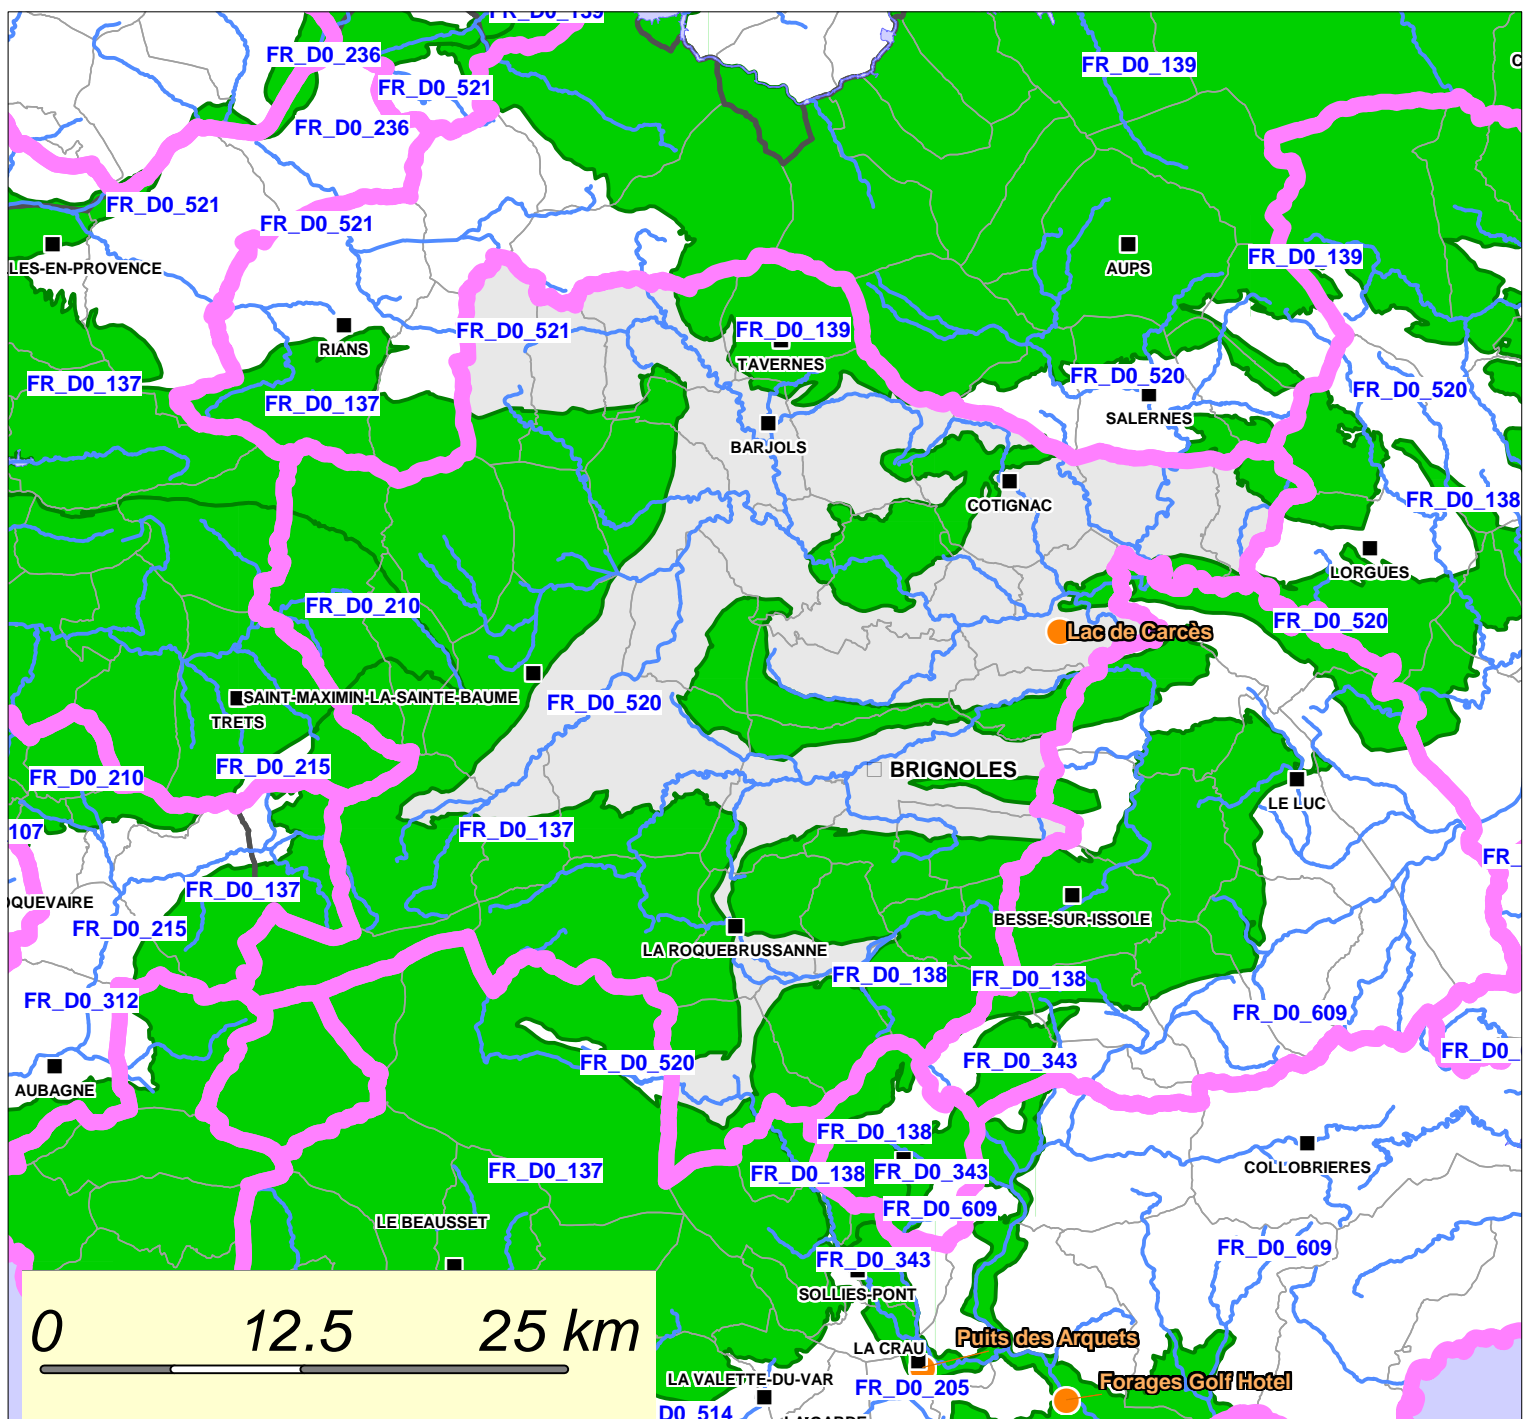 FR_D0_139
FR_D0_236
FR_D0_139
FR_D0_521
FR_D0_236
FR_D0_521
FR_D0_521
LES-EN-PROVENCE
AUPS
FR_D0_139
RIANS
FR_D0_521
FR_D0_139
TAVERNES
FR_D0_137
FR_D0_137
FR_D0_520
FR_D0_520
SALERNES
BARJOLS
COTIGNAC
FR_D0_138
LORGUES
FR_D0_210
FR_D0_520
Lac de Carcès
SAINT-MAXIMIN-LA-SAINTE-BAUME
TRETS
FR_D0_520
FR_D0_215
FR_D0_210
BRIGNOLES
LE LUC
107
FR_D0_137
FR_
FR_D0_137
OQUEVAIRE
FR_D0_215
BESSE-SUR-ISSOLE
LA ROQUEBRUSSANNE
FR_D0_138
FR_D0_138
FR_D0_312
FR_D0_609
FR_D0_520
FR_D0_343
FR_D0_
AUBAGNE
FR_D0_138
COLLOBRIERES
FR_D0_137
FR_D0_138
FR_D0_343
FR_D0_609
LE BEAUSSET
FR_D0_609
FR_D0_343
SOLLIES-PONT
0 12.5 25 km
Puits des Arquets
LA CRAU
LA VALETTE-DU-VAR
FR_D0_205
Forages Golf Hotel
D0_514